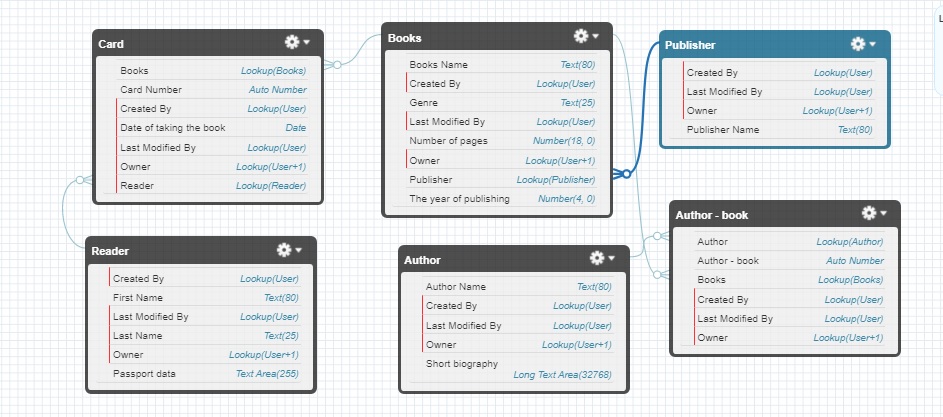 Card
Books Lookup(Books)
Card Number Auto Number
Created By Lookup(User)
Date of taking the book Date
Last Modified By Lookup(User)
Owner Lookup(User+1)
Reader Lookup(Reader)
Books
Books Name Text(80)
Created By Lookup(User)
Genre Text(25)
Last Modified By Lookup(User)
Number of pages Number(18, 0)
Owner Lookup(User+1)
Publisher Lookup(Publisher)
The year of publishing Number(4, 0)
Publisher
Created By Lookup(User)
Last Modified By Lookup(User)
Owner Lookup(User+1)
Publisher Name Text(80)
Reader
Created By Lookup(User)
First Name Text(80)
Last Modified By Lookup(User)
Last Name Text(25)
Owner Lookup(User+1)
Passport data Text Area(255)
Author
Author Name Text(80)
Created By Lookup(User)
Last Modified By Lookup(User)
Owner Lookup(User+1)
Short biography
Long Text Area(32768)
Author - book
Author Lookup(Author)
Author - book Auto Number
Books Lookup(Books)
Created By Lookup(User)
Last Modified By Lookup(User)
Owner Lookup(User+1)